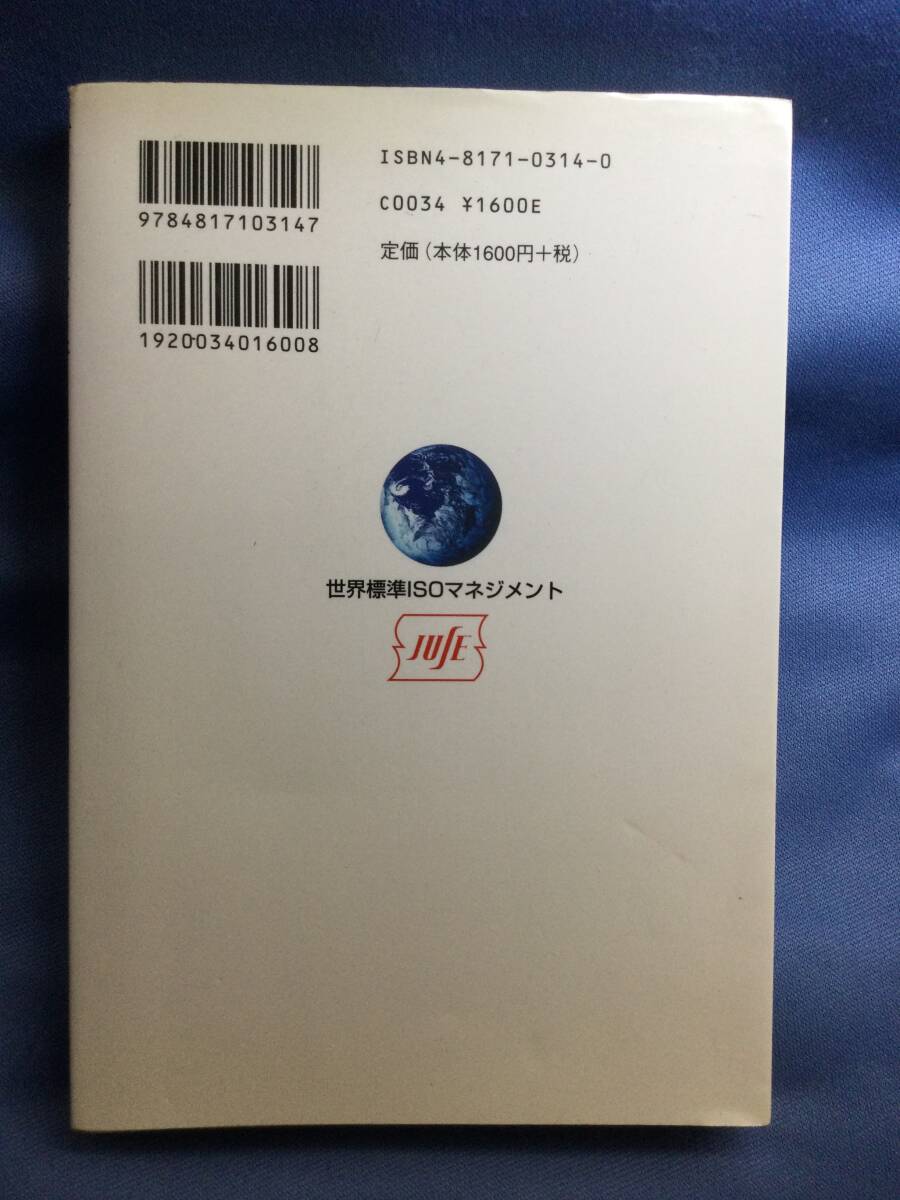 ISBN4-8171-0314-0
9784817103147
C0034 ¥1600E
定価(本体1600円+税)
1920034016008
世界標準ISOマネジメント
JUSE